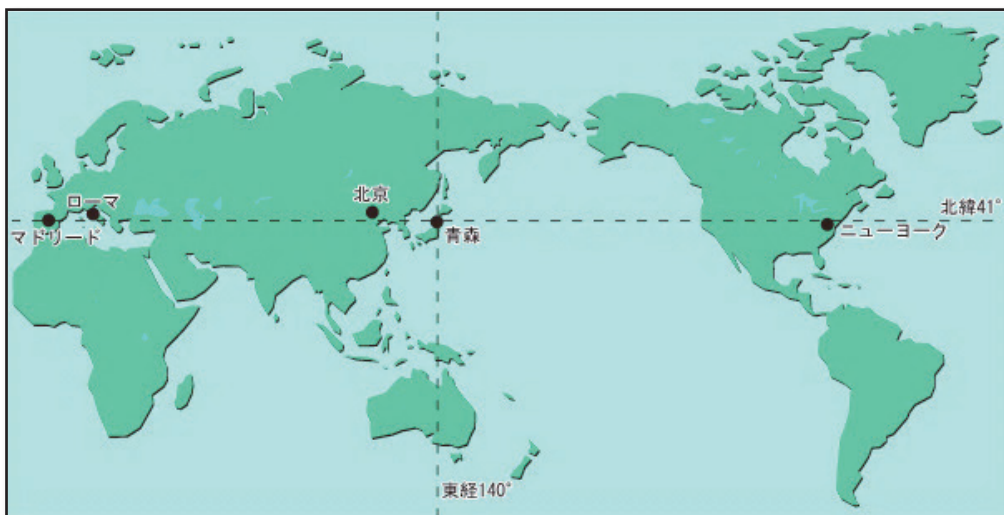 ローマ
北京
北緯41°
マドリード
青森
ニューヨーク
東経140°